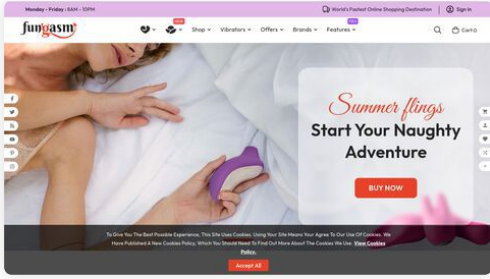 Monday - Friday : 8AM - 10PM
World's Fastest Online Shopping Destination
Sign In
fungasm
NEW
Shop
Vibrators
Offers
Brands
Features
Cart 0
Summer flings
Start Your Naughty
Adventure
BUY NOW
To Give You The Best Possible Experience, This Site Uses Cookies. Using Your Site Means Your Agree To Our Use Of Cookies. We
Have Published A New Cookies Policy, Which You Should Need To Find Out More About The Cookies We Use. View Cookies
Policy.
Accept All